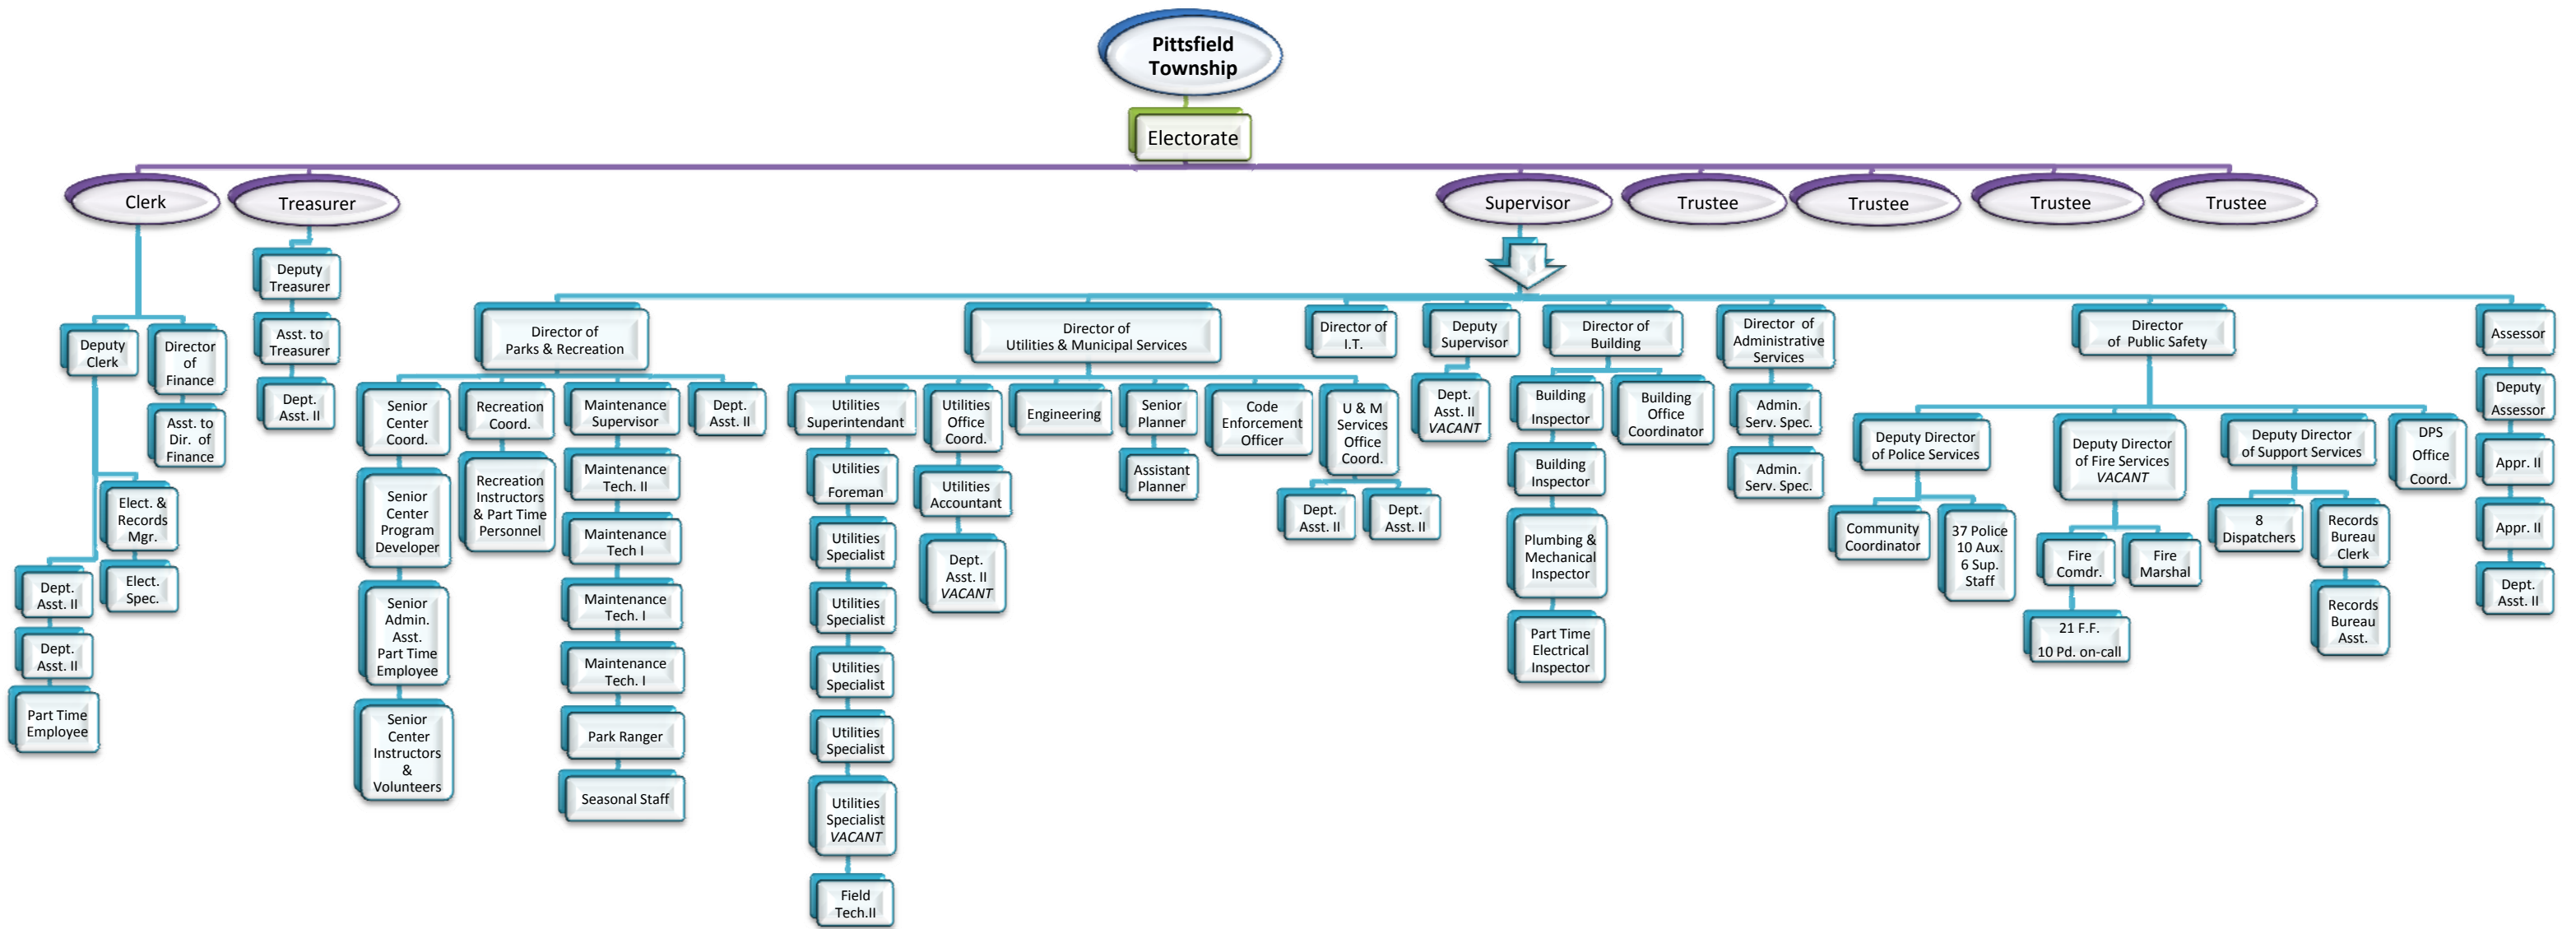 Pittsfield
Township
Electorate
Clerk
Treasurer
Supervisor
Trustee
Trustee
Trustee
Trustee
Deputy
Clerk
Director
of
Finance
Asst. to
Dir. of
Finance
Elect. &
Records
Mgr.
Elect.
Spec.
Dept.
Asst. II
Dept.
Asst. II
Part Time
Employee
Deputy
Treasurer
Asst. to
Treasurer
Dept.
Asst. II
Director of
Parks & Recreation
Senior
Center
Coord.
Senior
Center
Program
Developer
Senior
Admin.
Asst.
Part Time
Employee
Senior
Center
Instructors
&
Volunteers
Recreation
Coord.
Recreation
Instructors
& Part Time
Personnel
Maintenance
Supervisor
Maintenance
Tech. II
Maintenance
Tech I
Maintenance
Tech. I
Maintenance
Tech. I
Park Ranger
Seasonal Staff
Dept.
Asst. II
Director of
Utilities & Municipal Services
Utilities
Superintendant
Utilities
Foreman
Utilities
Specialist
Utilities
Specialist
Utilities
Specialist
Utilities
Specialist
Utilities
Specialist
VACANT
Field
Tech.II
Utilities
Office
Coord.
Utilities
Accountant
Dept.
Asst. II
VACANT
Engineering
Senior
Planner
Assistant
Planner
Code
Enforcement
Officer
U & M
Services
Office
Coord.
Dept.
Asst. II
Dept.
Asst. II
Director of
I.T.
Deputy
Supervisor
Dept.
Asst. II
VACANT
Director of
Building
Building
Inspector
Building
Inspector
Plumbing &
Mechanical
Inspector
Part Time
Electrical
Inspector
Building
Office
Coordinator
Director of
Administrative
Services
Admin.
Serv. Spec.
Admin.
Serv. Spec.
Director
of Public Safety
Deputy Director
of Police Services
Community
Coordinator
37 Police
10 Aux.
6 Sup.
Staff
Deputy Director
of Fire Services
VACANT
Fire
Comdr.
21 F.F.
10 Pd. on-call
Fire
Marshal
Deputy Director
of Support Services
8
Dispatchers
Records
Bureau
Clerk
Records
Bureau
Asst.
DPS
Office
Coord.
Assessor
Deputy
Assessor
Appr. II
Appr. II
Dept.
Asst. II